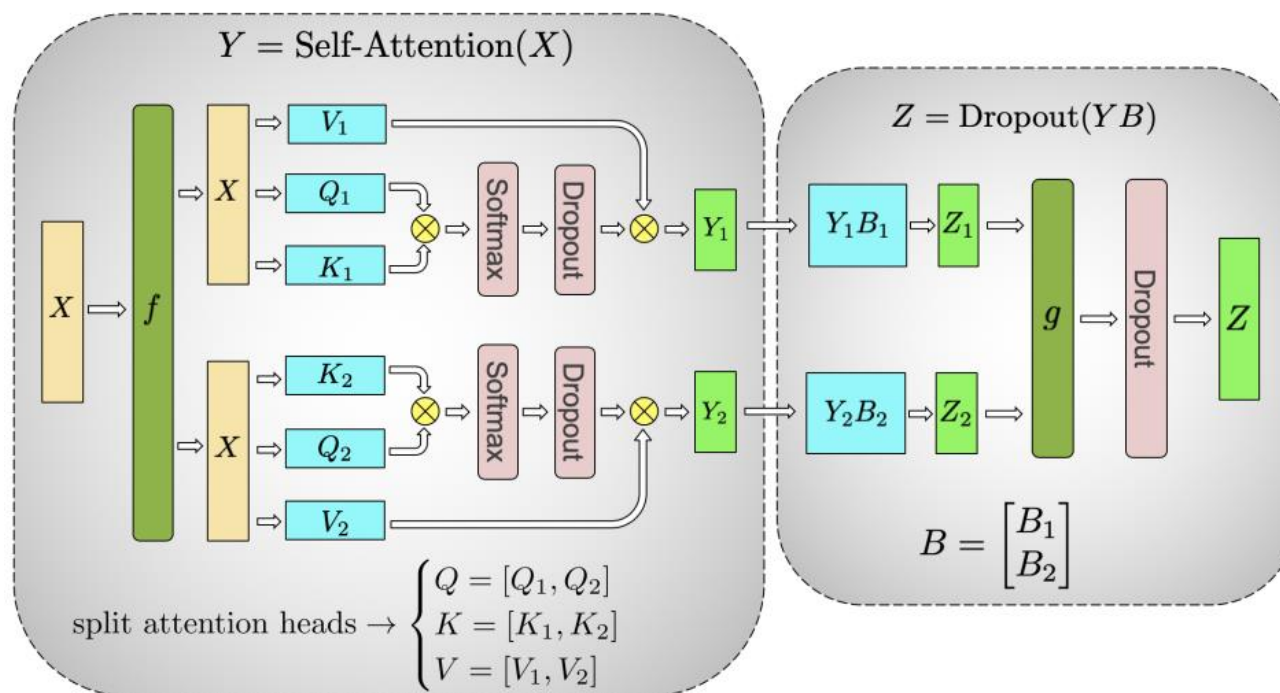 Y = Self-Attention(X)
X
f
X
V₁
Q₁
K₁
Softmax
Dropout
Y₁
X
K₂
Q₂
V₂
Softmax
Dropout
Y₂
split attention heads → { Q = [Q₁, Q₂]
K = [K₁, K₂]
V = [V₁, V₂]
Z = Dropout(YB)
Y₁B₁
Z₁
Y₂B₂
Z₂
g
Dropout
Z
B = [B₁
B₂]